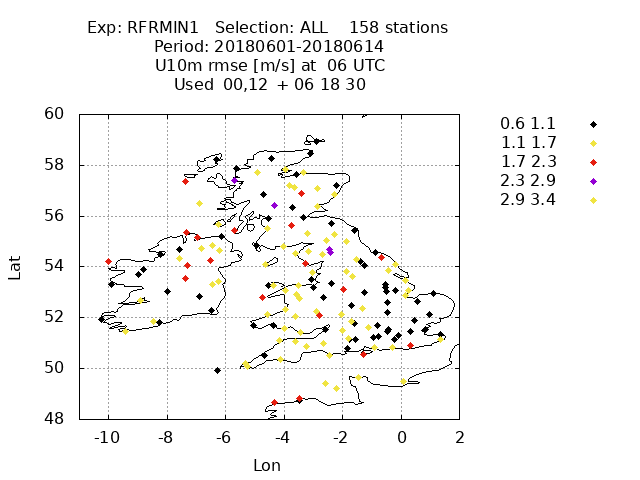 Exp: RFRMIN1 Selection: ALL 158 stations
Period: 20180601-20180614
U10m rmse [m/s] at 06 UTC
Used 00,12 + 06 18 30
60
58
56
54
52
50
48
Lat
-10 -8 -6 -4 -2 0 2
Lon
0.6 1.1
1.1 1.7
1.7 2.3
2.3 2.9
2.9 3.4